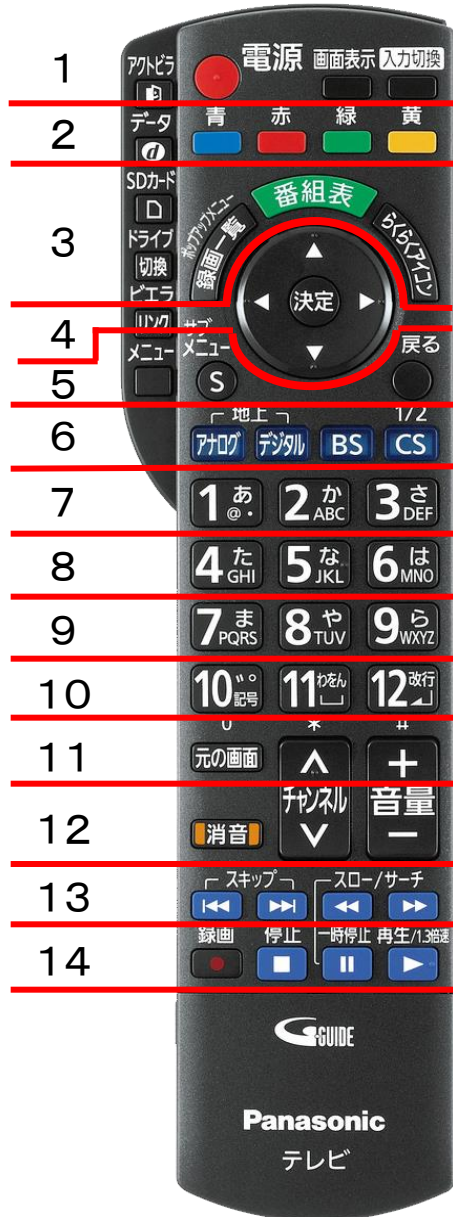 1
アクトビラ
電源 画面表示 入力切換
2
データ
d
青 赤 緑 黄
3
SDカード
ドライブ
切換
ビエラ
ポップアップメニュー
録画一覧
番組表
らくらくアイコン
決定
4
リンク
メニュー
サブ
メニュー
戻る
5
S
6
地上
1/2
アナログ デジタル BS CS
7
1 あ @. 2 か ABC 3 さ DEF
8
4 た GHI 5 な JKL 6 は MNO
9
7 ま PQRS 8 や TUV 9 ら WXYZ
10
10 ゛゜ 記号 11 わをん 12 改行
0 * #
11
元の画面
+
チャンネル 音量
12
消音
-
13
スキップ スロー/サーチ
14
録画 停止 一時停止 再生/1.3倍速
G-GUIDE
Panasonic
テレビ